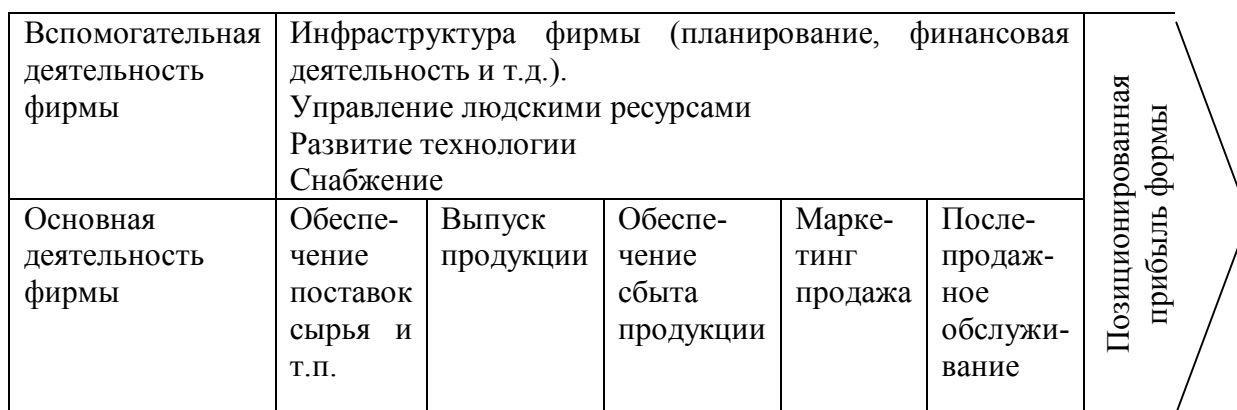 Вспомогательная
деятельность
фирмы
Инфраструктура фирмы (планирование, финансовая
деятельность и т.д.).
Управление людскими ресурсами
Развитие технологии
Снабжение
Основная
деятельность
фирмы
Обеспе-
чение
поставок
сырья и
т.п.
Выпуск
продукции
Обеспе-
чение
сбыта
продукции
Марке-
тинг
продажа
После-
продаж-
ное
обслужи-
вание
Позиционированная
прибыль формы